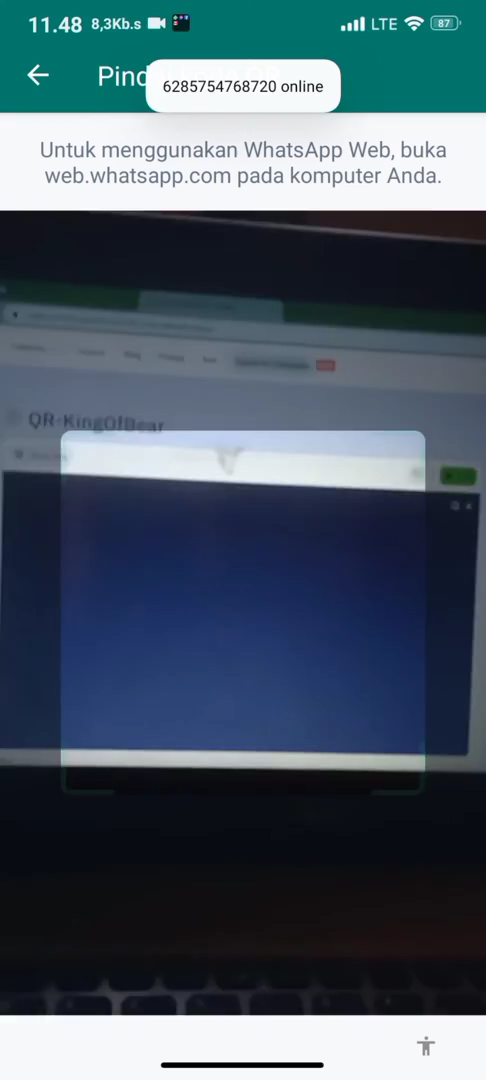 11.48 8,3Kb.s LTE 87
Pind
6285754768720 online
Untuk menggunakan WhatsApp Web, buka
web.whatsapp.com pada komputer Anda.
QR-KingOfBear